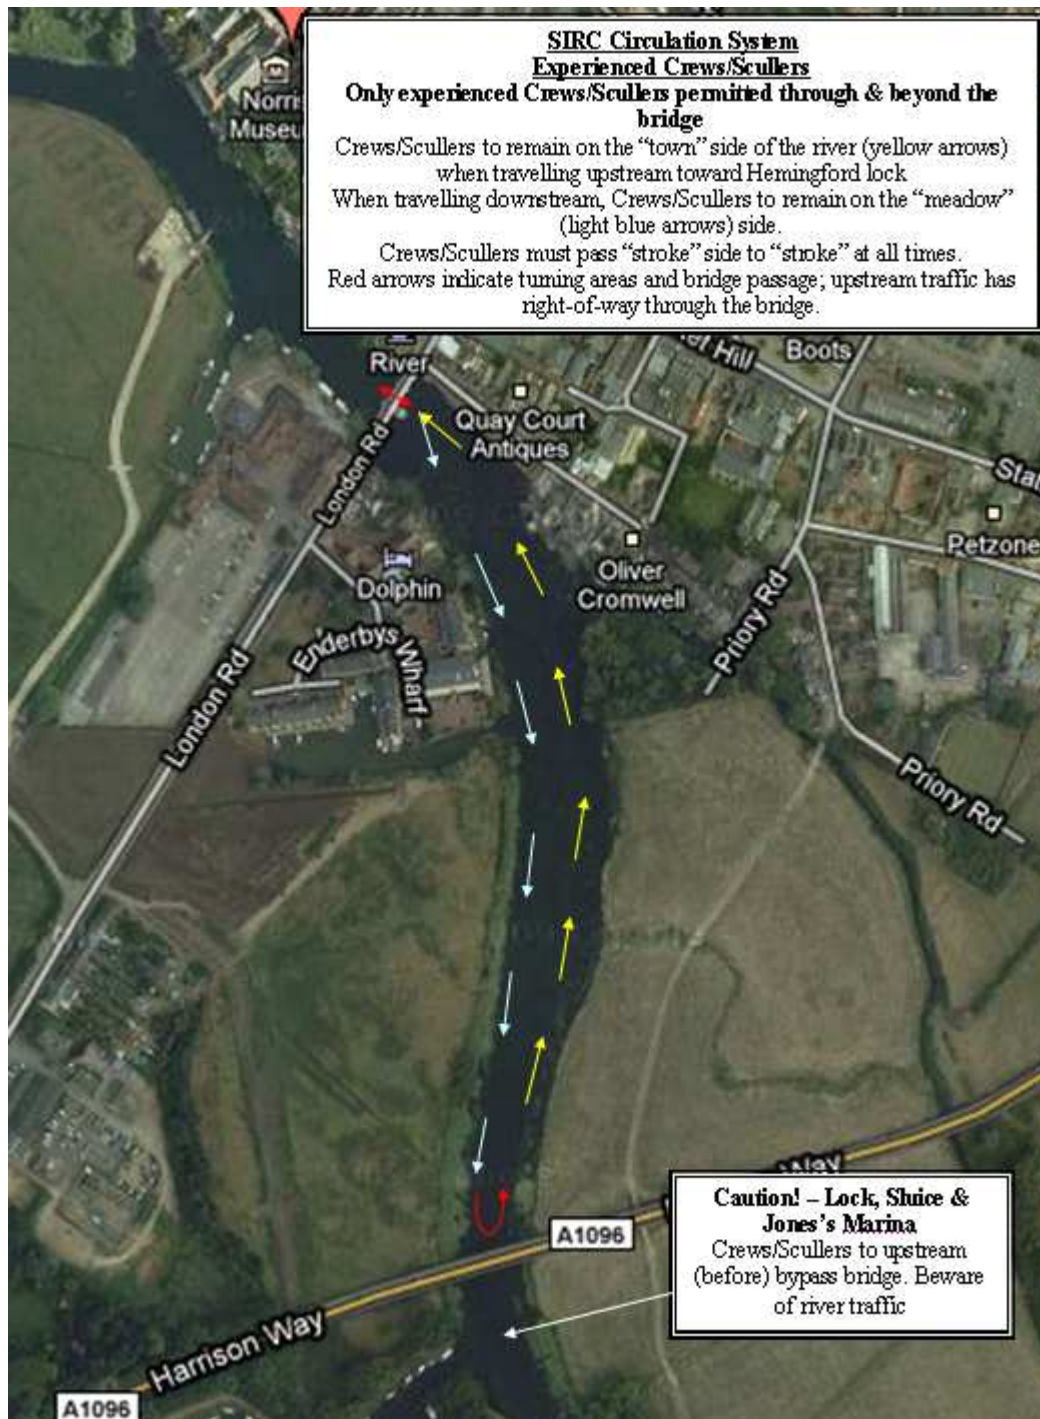 SIRC Circulation System
Experienced Crews/Scullers
Only experienced Crews/Scullers permitted through & beyond the
bridge
Crews/Scullers to remain on the “town” side of the river (yellow arrows)
when travelling upstream toward Hemingford lock
When travelling downstream, Crews/Scullers to remain on the “meadow”
(light blue arrows) side.
Crews/Scullers must pass “stroke” side to “stroke” at all times.
Red arrows indicate turning areas and bridge passage; upstream traffic has
right-of-way through the bridge.
Norris
Museu
River
et Hill
Boots
Quay Court
Antiques
London Rd
Stat
Petzone
Dolphin
Oliver
Cromwell
Priory Rd
Enderbys Wharf
London Rd
Priory Rd
Way
Caution! – Lock, Sluice &
Jones’s Marina
Crews/Scullers to upstream
(before) bypass bridge. Beware
of river traffic
A1096
Harrison Way
A1096